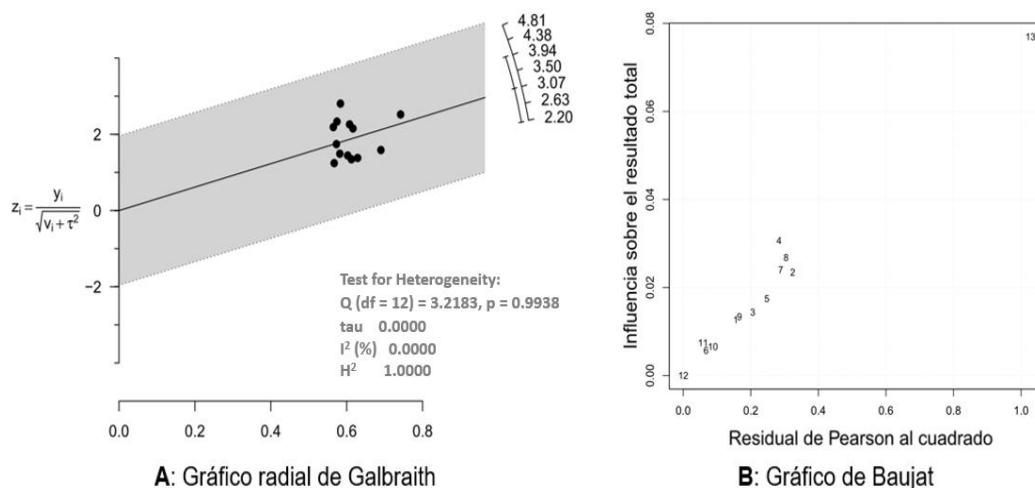 4.81
4.38
3.94
3.50
3.07
2.63
2.20
2
0
−2
zᵢ = yᵢ / √(vᵢ + τ²)
Test for Heterogeneity:
Q (df = 12) = 3.2183, p = 0.9938
tau 0.0000
I² (%) 0.0000
H² 1.0000
0.0 0.2 0.4 0.6 0.8
A: Gráfico radial de Galbraith
Influencia sobre el resultado total
0.08
0.06
0.04
0.02
0.00
13
4
8
7
2
5
3
1
9
11
6
10
12
0.0 0.2 0.4 0.6 0.8 1.0
Residual de Pearson al cuadrado
B: Gráfico de Baujat